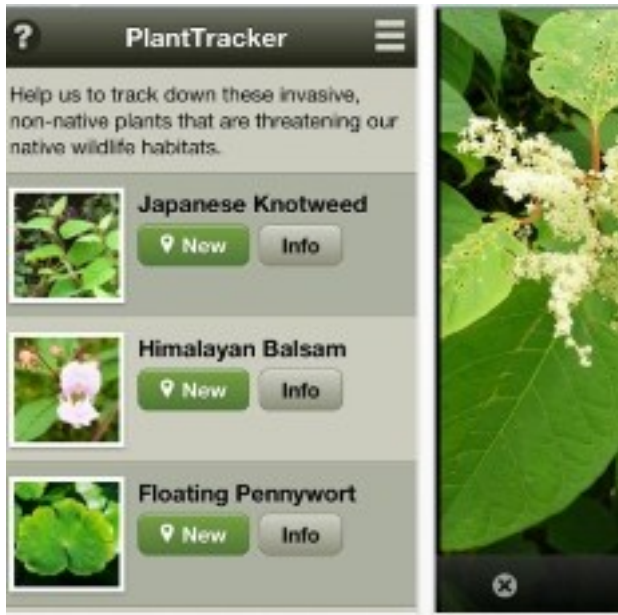 ?
PlantTracker
Help us to track down these invasive,
non-native plants that are threatening our
native wildlife habitats.
Japanese Knotweed
New
Info
Himalayan Balsam
New
Info
Floating Pennywort
New
Info